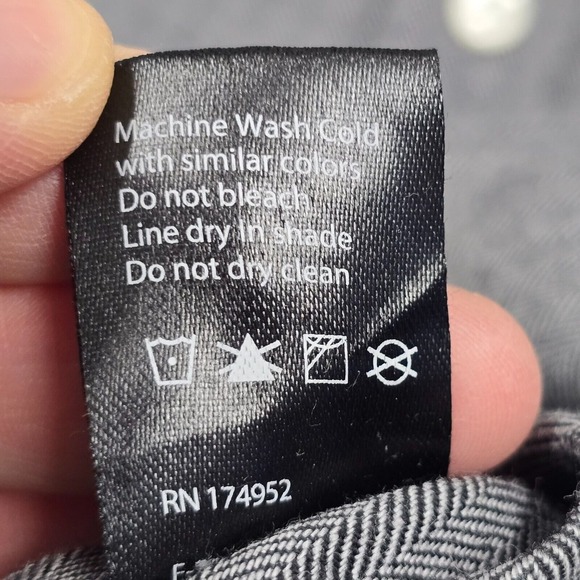 Machine Wash Cold
with similar colors
Do not bleach
Line dry in shade
Do not dry clean
RN 174952